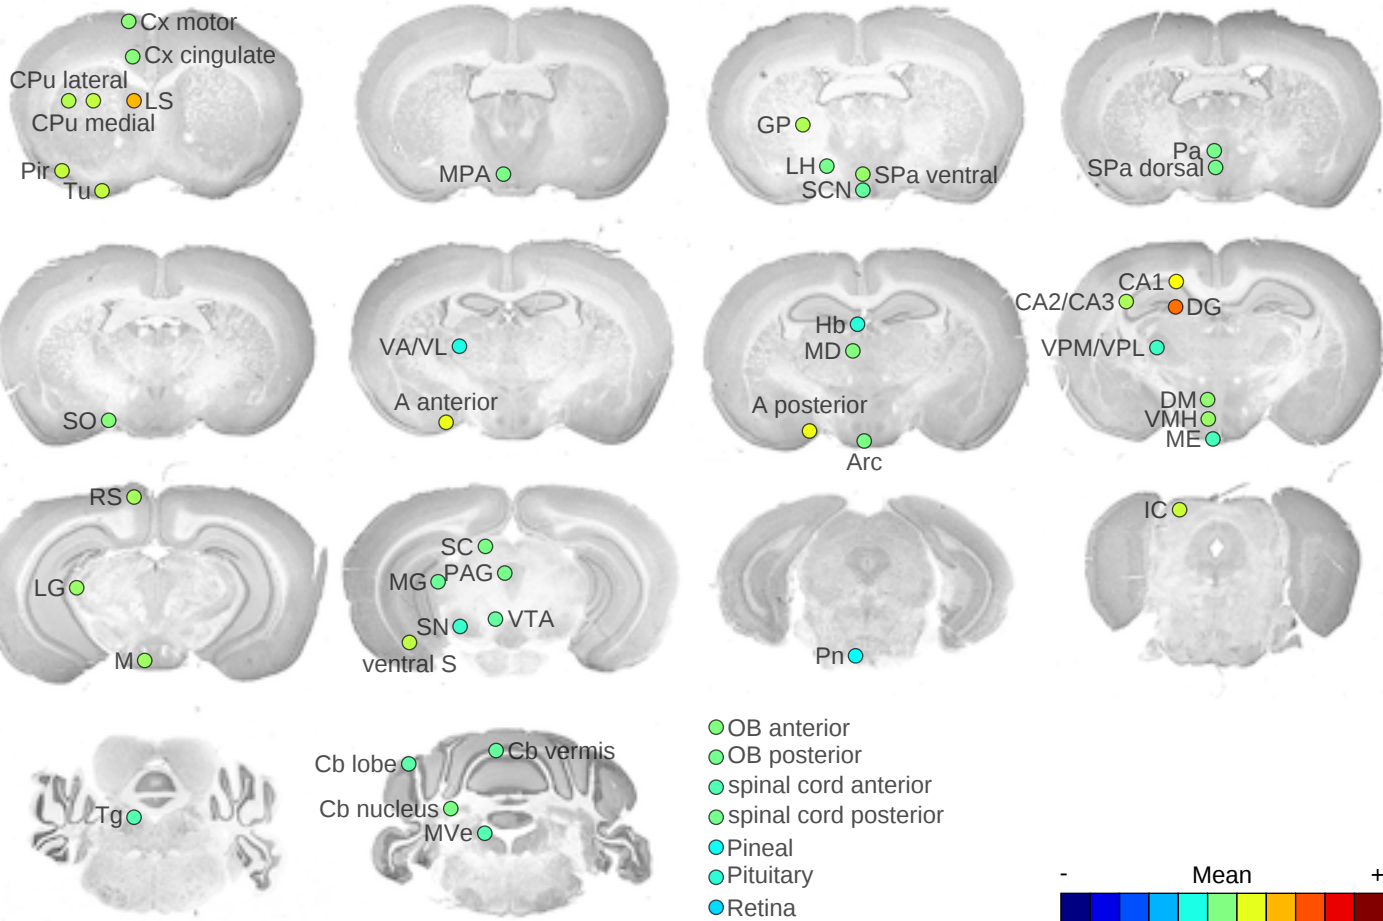 Cx motor
Cx cingulate
CPu lateral
LS
CPu medial
Pir
Tu
MPA
GP
LH
SPa ventral
SCN
Pa
SPa dorsal
SO
VA/VL
A anterior
Hb
MD
A posterior
Arc
CA1
CA2/CA3
DG
VPM/VPL
DM
VMH
ME
RS
LG
M
SC
MG
PAG
SN
VTA
ventral S
Pn
IC
Tg
Cb lobe
Cb vermis
Cb nucleus
MVe
OB anterior
OB posterior
spinal cord anterior
spinal cord posterior
Pineal
Pituitary
Retina
- Mean +